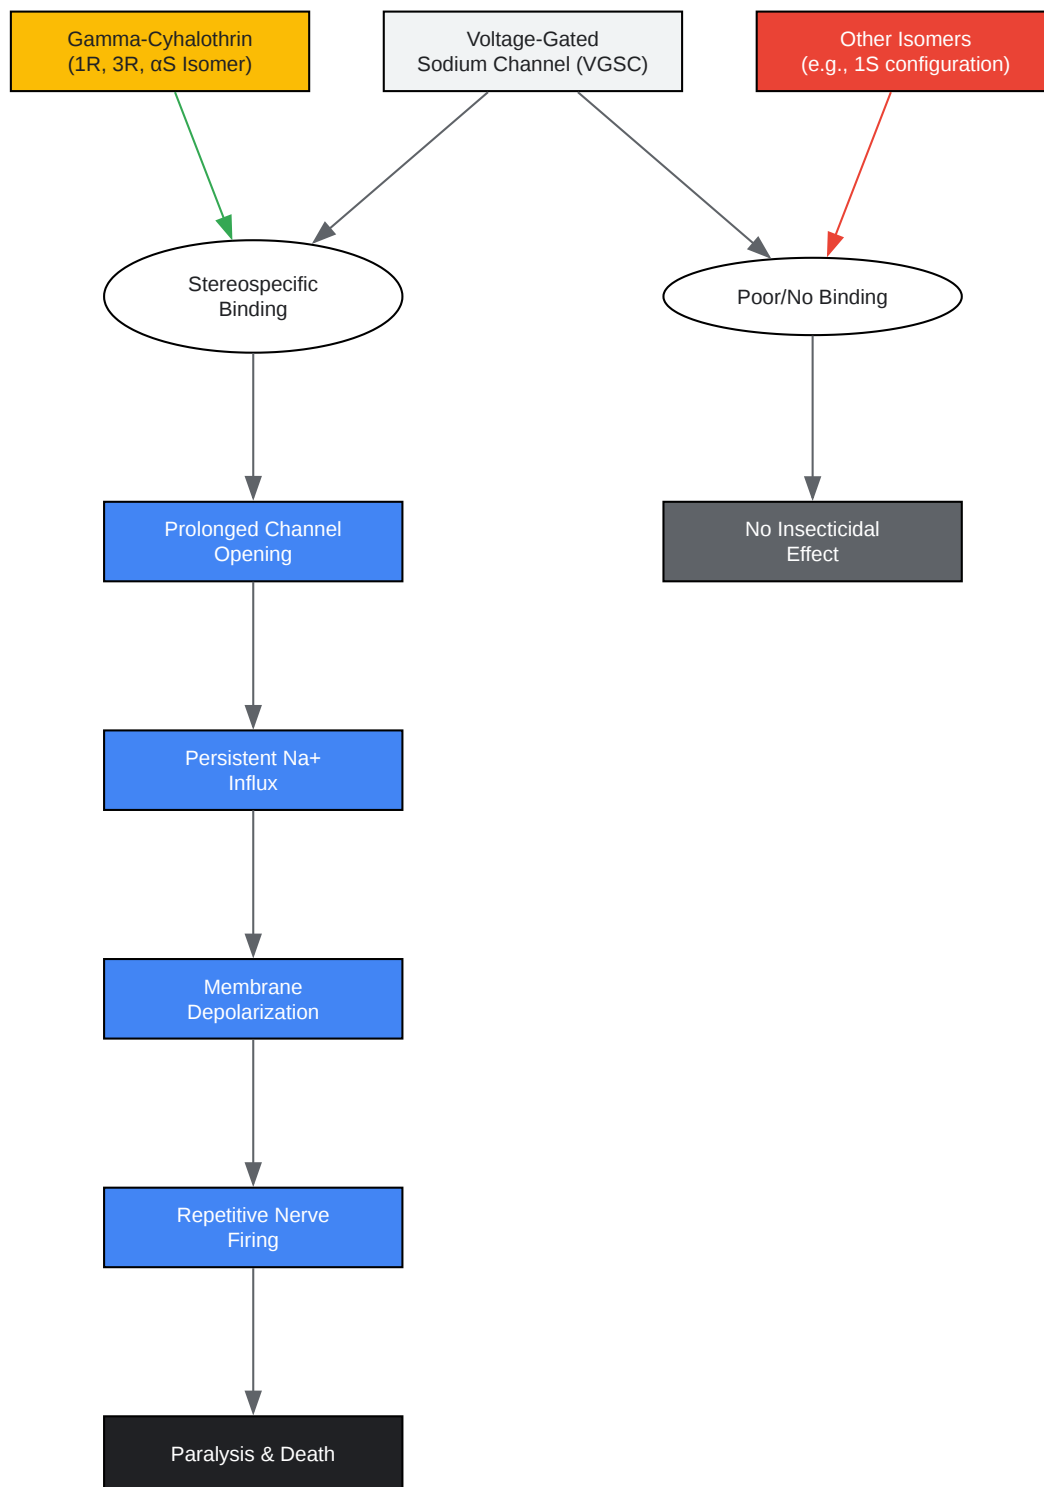 Gamma-Cyhalothrin
(1R, 3R, αS Isomer)
Voltage-Gated
Sodium Channel (VGSC)
Other Isomers
(e.g., 1S configuration)
Stereospecific
Binding
Poor/No Binding
Prolonged Channel
Opening
No Insecticidal
Effect
Persistent Na+
Influx
Membrane
Depolarization
Repetitive Nerve
Firing
Paralysis & Death